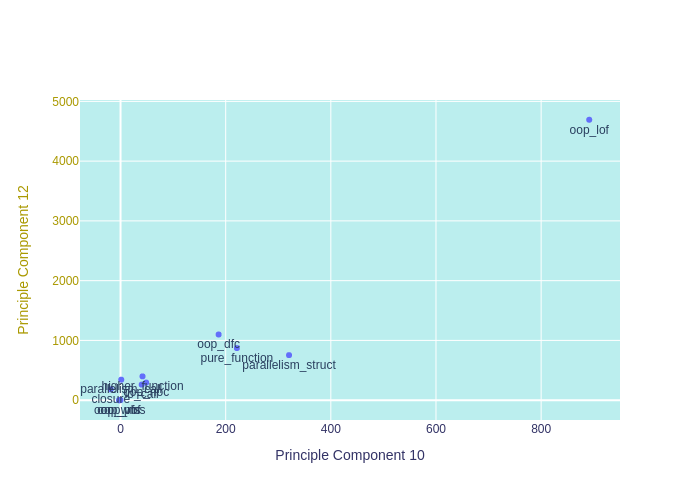 5000
oop_lof
4000
3000
2000
1000
oop_dfc
pure_function
parallelism_struct
higher_function
closure
0
0
200
400
600
800
Principle Component 10
Principle Component 12